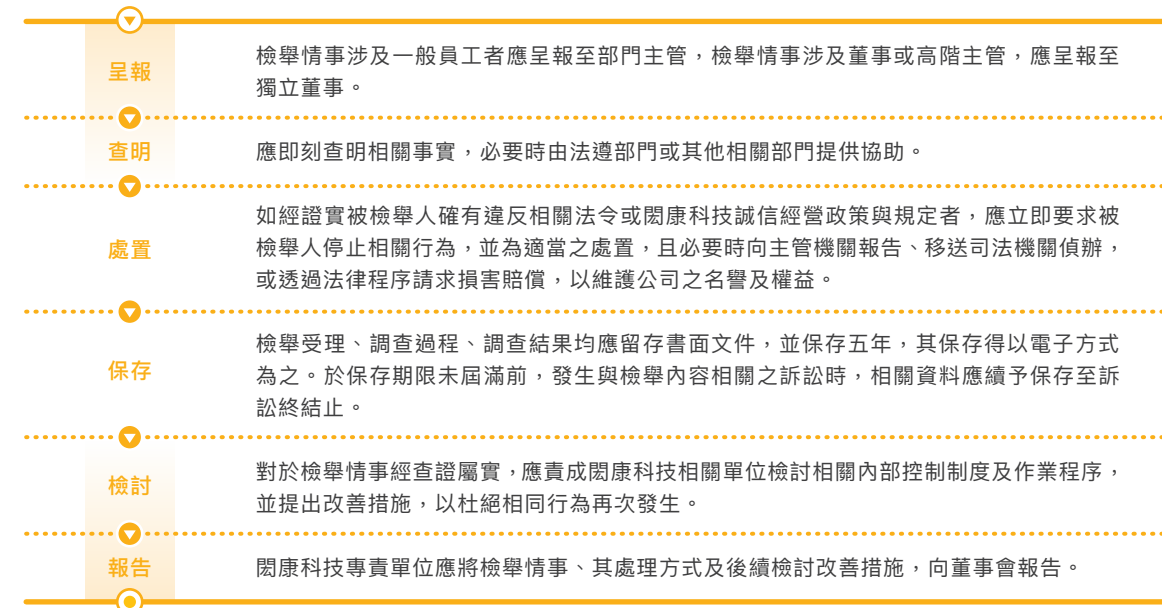 呈報
檢舉情事涉及一般員工者應呈報至部門主管，檢舉情事涉及董事或高階主管，應呈報至
獨立董事。
查明
應即刻查明相關事實，必要時由法遵部門或其他相關部門提供協助。
處置
如經證實被檢舉人確有違反相關法令或閎康科技誠信經營政策與規定者，應立即要求被
檢舉人停止相關行為，並為適當之處置，且必要時向主管機關報告、移送司法機關偵辦，
或透過法律程序請求損害賠償，以維護公司之名譽及權益。
保存
檢舉受理、調查過程、調查結果均應留存書面文件，並保存五年，其保存得以電子方式
為之。於保存期限未屆滿前，發生與檢舉內容相關之訴訟時，相關資料應續予保存至訴
訟終結止。
檢討
對於檢舉情事經查證屬實，應責成閎康科技相關單位檢討相關內部控制制度及作業程序，
並提出改善措施，以杜絕相同行為再次發生。
報告
閎康科技專責單位應將檢舉情事、其處理方式及後續檢討改善措施，向董事會報告。